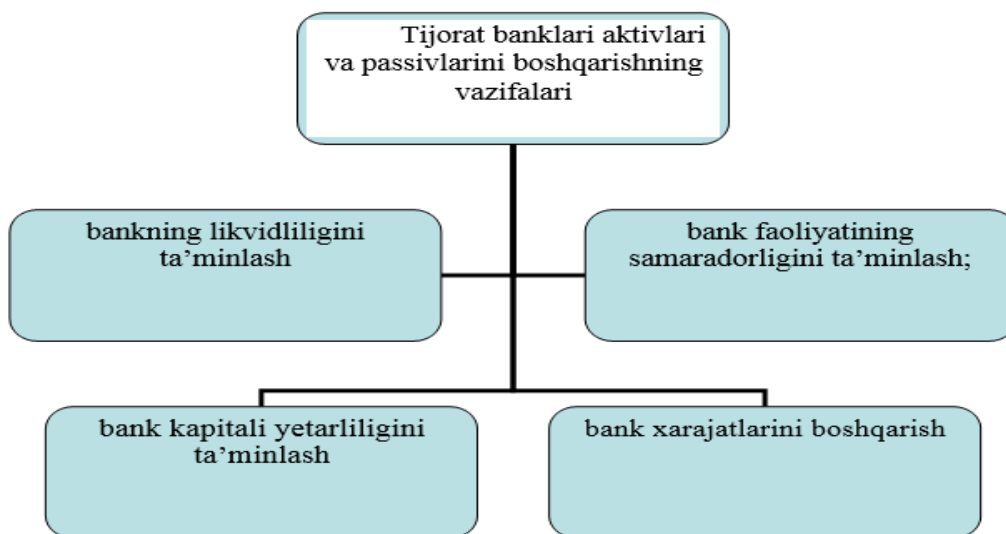 Tijorat banklari aktivlari
va passivlarini boshqarishning
vazifalari
bankning likvidliligini
ta’minlash
bank faoliyatining
samaradorligini ta’minlash;
bank kapitali yetarliligini
ta’minlash
bank xarajatlarini boshqarish